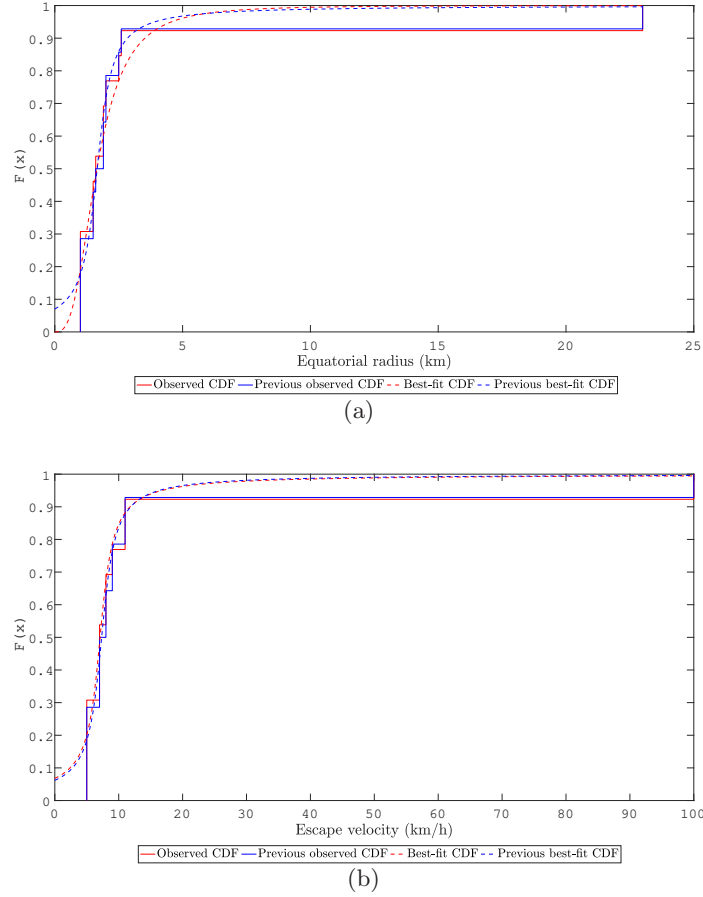 1
0.9
0.8
0.7
0.6
0.5
0.4
0.3
0.2
0.1
0
F(x)
0 5 10 15 20 25
Equatorial radius (km)
Observed CDF Previous observed CDF Best-fit CDF Previous best-fit CDF
(a)
1
0.9
0.8
0.7
0.6
0.5
0.4
0.3
0.2
0.1
0
F(x)
0 10 20 30 40 50 60 70 80 90 100
Escape velocity (km/h)
Observed CDF Previous observed CDF Best-fit CDF Previous best-fit CDF
(b)